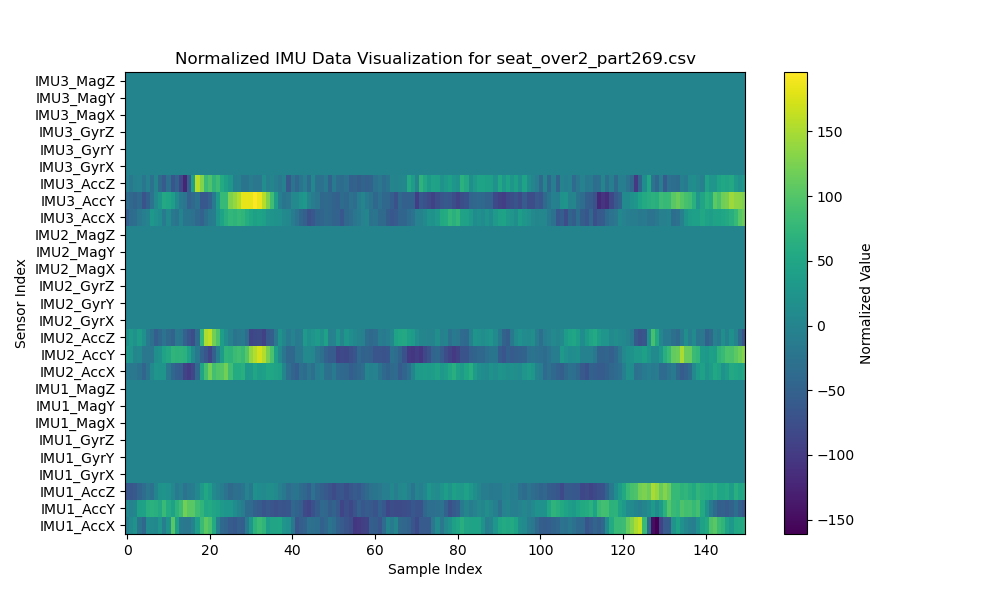 Normalized IMU Data Visualization for seat_over2_part269.csv
IMU3_MagZ
IMU3_MagY
IMU3_MagX
IMU3_GyrZ
IMU3_GyrY
IMU3_GyrX
IMU3_AccZ
IMU3_AccY
IMU3_AccX
IMU2_MagZ
IMU2_MagY
IMU2_MagX
IMU2_GyrZ
IMU2_GyrY
IMU2_GyrX
IMU2_AccZ
IMU2_AccY
IMU2_AccX
IMU1_MagZ
IMU1_MagY
IMU1_MagX
IMU1_GyrZ
IMU1_GyrY
IMU1_GyrX
IMU1_AccZ
IMU1_AccY
IMU1_AccX
Sensor Index
0 20 40 60 80 100 120 140
Sample Index
150
100
50
0
−50
−100
−150
Normalized Value